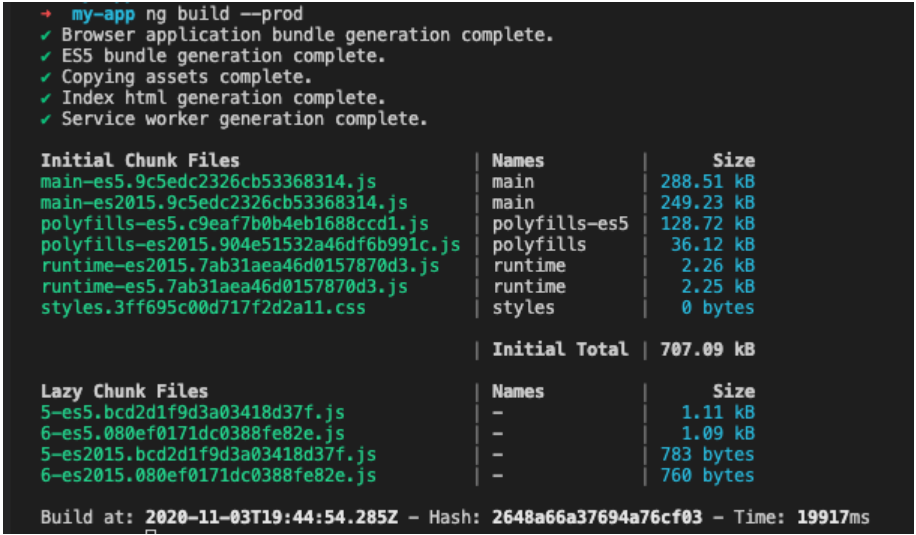 → my-app ng build --prod
✔ Browser application bundle generation complete.
✔ ES5 bundle generation complete.
✔ Copying assets complete.
✔ Index html generation complete.
✔ Service worker generation complete.
Initial Chunk Files | Names | Size
main-es5.9c5edc2326cb53368314.js | main | 288.51 kB
main-es2015.9c5edc2326cb53368314.js | main | 249.23 kB
polyfills-es5.c9eaf7b0b4eb1688ccd1.js | polyfills-es5 | 128.72 kB
polyfills-es2015.904e51532a46df6b991c.js | polyfills | 36.12 kB
runtime-es2015.7ab31aea46d0157870d3.js | runtime | 2.26 kB
runtime-es5.7ab31aea46d0157870d3.js | runtime | 2.25 kB
styles.3ff695c00d717f2d2a11.css | styles | 0 bytes
| Initial Total | 707.09 kB
Lazy Chunk Files | Names | Size
5-es5.bcd2d1f9d3a03418d37f.js | - | 1.11 kB
6-es5.080ef0171dc0388fe82e.js | - | 1.09 kB
5-es2015.bcd2d1f9d3a03418d37f.js | - | 783 bytes
6-es2015.080ef0171dc0388fe82e.js | - | 760 bytes
Build at: 2020-11-03T19:44:54.285Z - Hash: 2648a66a37694a76cf03 - Time: 19917ms